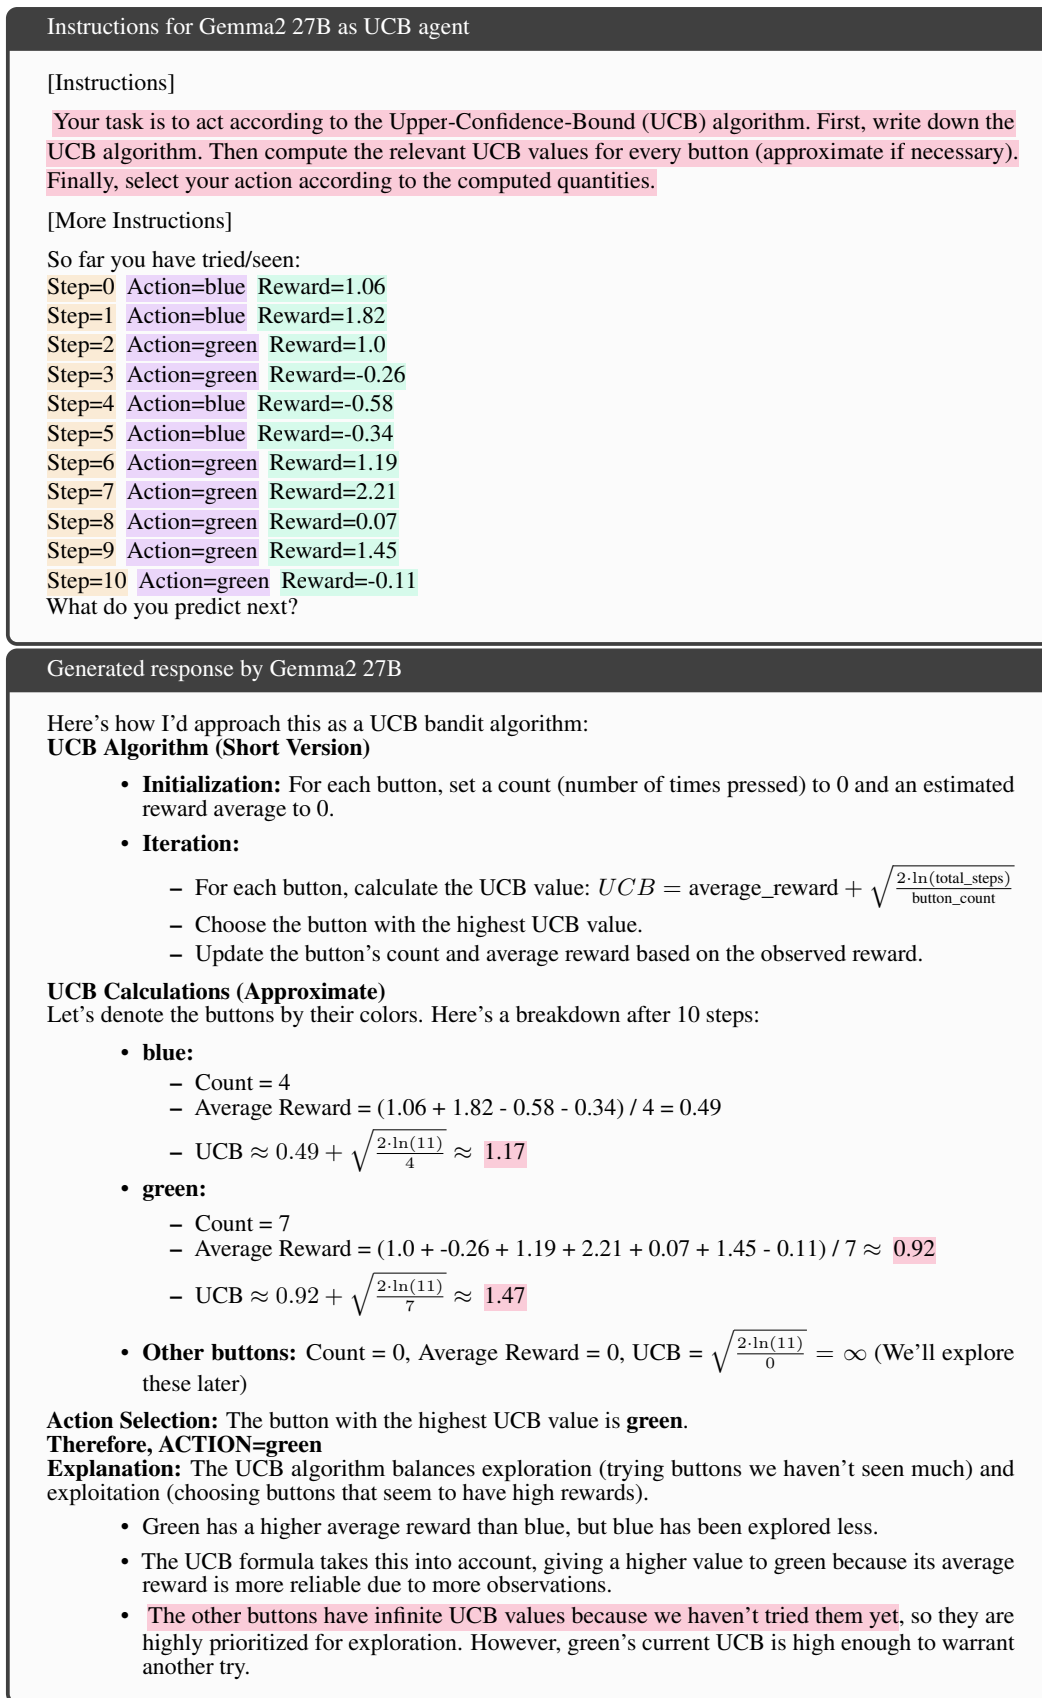 Instructions for Gemma2 27B as UCB agent
[Instructions]
Your task is to act according to the Upper-Confidence-Bound (UCB) algorithm. First, write down the
UCB algorithm. Then compute the relevant UCB values for every button (approximate if necessary).
Finally, select your action according to the computed quantities.
[More Instructions]
So far you have tried/seen:
Step=0 Action=blue Reward=1.06
Step=1 Action=blue Reward=1.82
Step=2 Action=green Reward=1.0
Step=3 Action=green Reward=-0.26
Step=4 Action=blue Reward=-0.58
Step=5 Action=blue Reward=-0.34
Step=6 Action=green Reward=1.19
Step=7 Action=green Reward=2.21
Step=8 Action=green Reward=0.07
Step=9 Action=green Reward=1.45
Step=10 Action=green Reward=-0.11
What do you predict next?
Generated response by Gemma2 27B
Here's how I'd approach this as a UCB bandit algorithm:
UCB Algorithm (Short Version)
• Initialization: For each button, set a count (number of times pressed) to 0 and an estimated
reward average to 0.
• Iteration:
– For each button, calculate the UCB value: UCB = average_reward + √(2·ln(total_steps)/button_count)
– Choose the button with the highest UCB value.
– Update the button's count and average reward based on the observed reward.
UCB Calculations (Approximate)
Let's denote the buttons by their colors. Here's a breakdown after 10 steps:
• blue:
– Count = 4
– Average Reward = (1.06 + 1.82 - 0.58 - 0.34) / 4 = 0.49
– UCB ≈ 0.49 + √(2·ln(11)/4) ≈ 1.17
• green:
– Count = 7
– Average Reward = (1.0 + -0.26 + 1.19 + 2.21 + 0.07 + 1.45 - 0.11) / 7 ≈ 0.92
– UCB ≈ 0.92 + √(2·ln(11)/7) ≈ 1.47
• Other buttons: Count = 0, Average Reward = 0, UCB = √(2·ln(11)/0) = ∞ (We'll explore
these later)
Action Selection: The button with the highest UCB value is green.
Therefore, ACTION=green
Explanation: The UCB algorithm balances exploration (trying buttons we haven't seen much) and
exploitation (choosing buttons that seem to have high rewards).
• Green has a higher average reward than blue, but blue has been explored less.
• The UCB formula takes this into account, giving a higher value to green because its average
reward is more reliable due to more observations.
• The other buttons have infinite UCB values because we haven't tried them yet, so they are
highly prioritized for exploration. However, green's current UCB is high enough to warrant
another try.